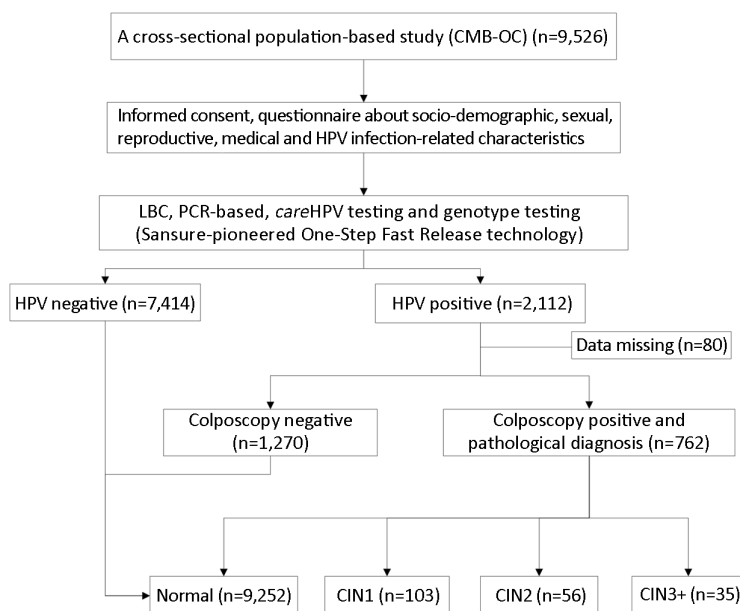 A cross-sectional population-based study (CMB-OC) (n=9,526)
Informed consent, questionnaire about socio-demographic, sexual,
reproductive, medical and HPV infection-related characteristics
LBC, PCR-based, careHPV testing and genotype testing
(Sansure-pioneered One-Step Fast Release technology)
HPV negative (n=7,414)
HPV positive (n=2,112)
Data missing (n=80)
Colposcopy negative
(n=1,270)
Colposcopy positive and
pathological diagnosis (n=762)
Normal (n=9,252)
CIN1 (n=103)
CIN2 (n=56)
CIN3+ (n=35)